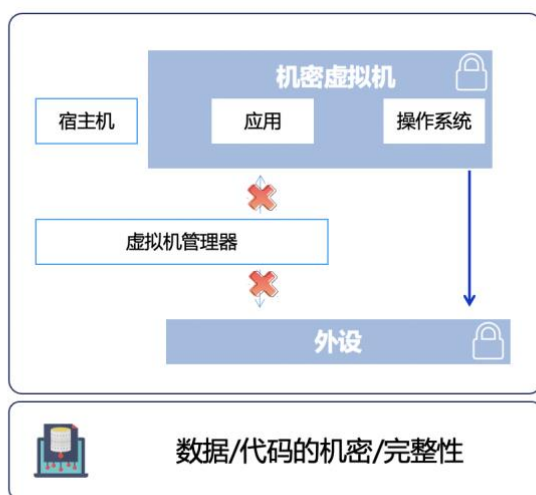 机密虚拟机
宿主机
应用
操作系统
虚拟机管理器
外设
数据/代码的机密/完整性